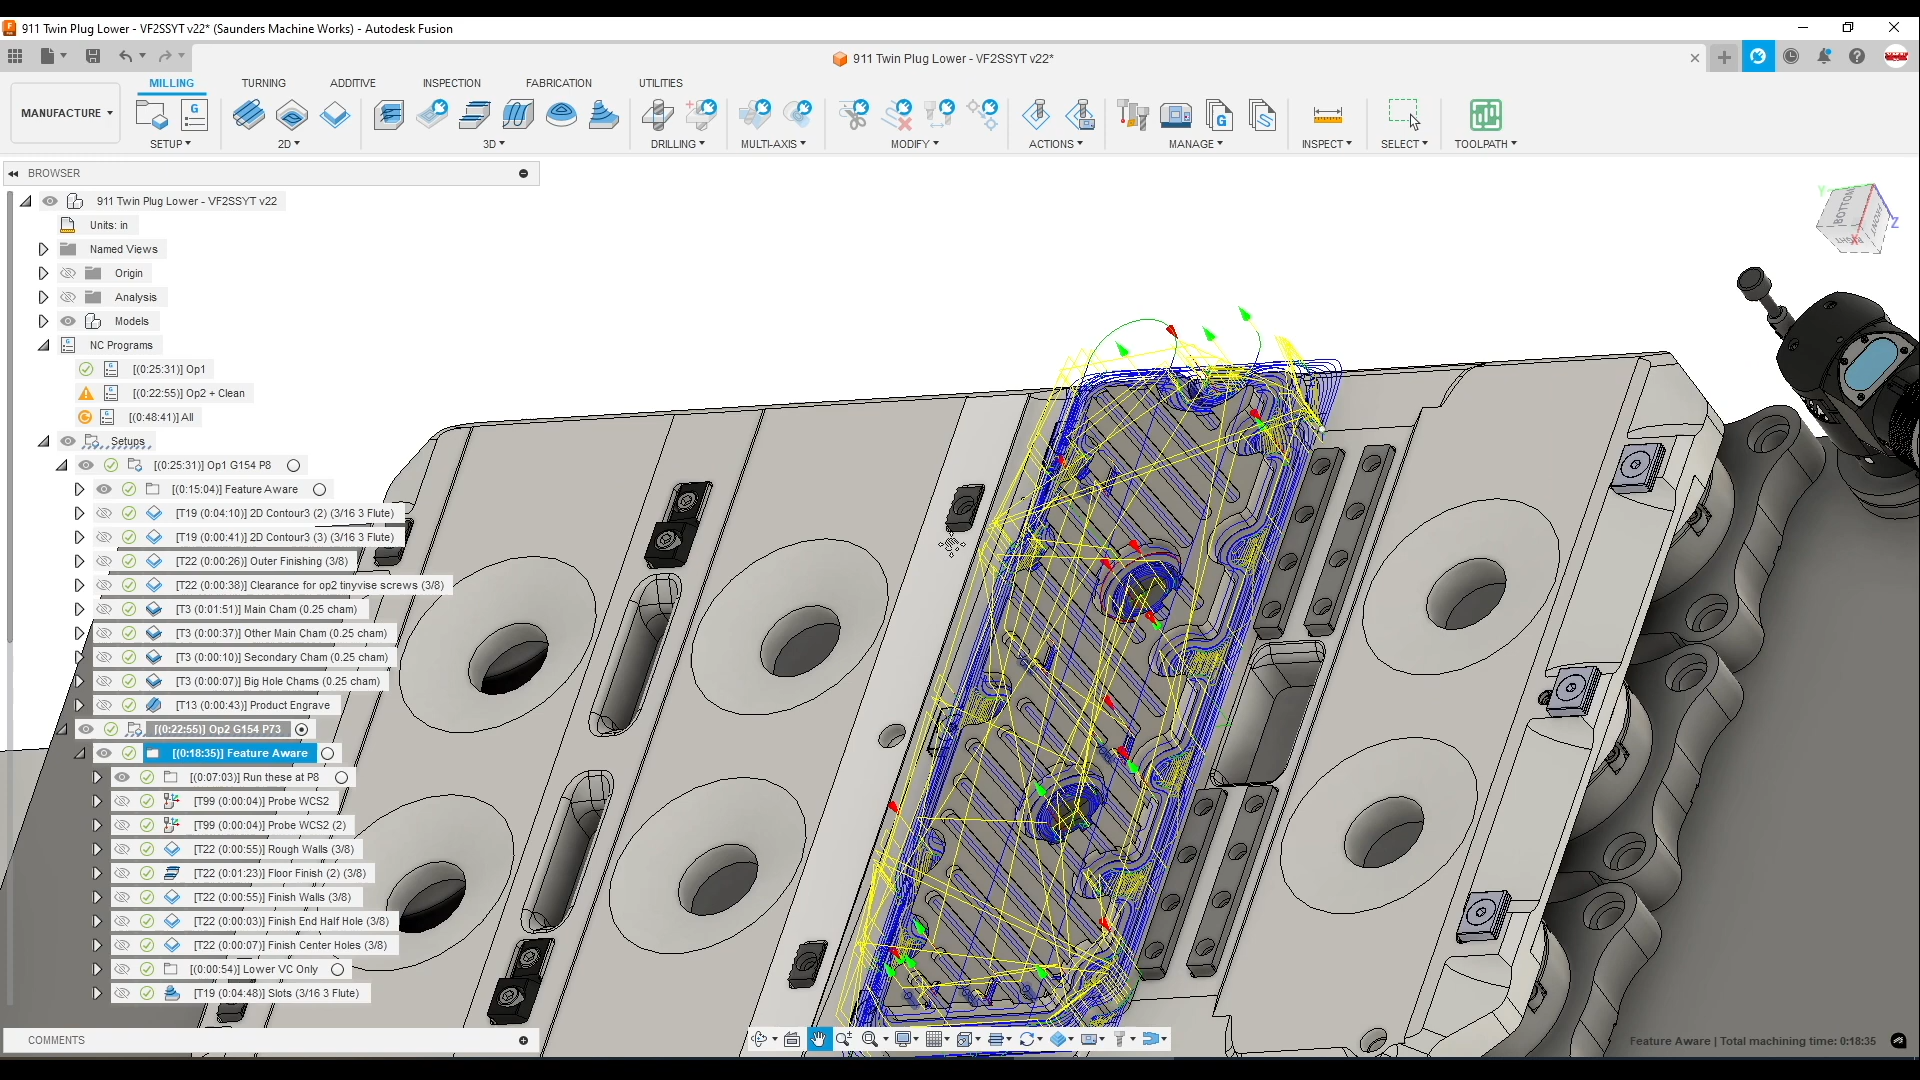 911 Twin Plug Lower - VF2SSYT v22* (Saunders Machine Works) - Autodesk Fusion
911 Twin Plug Lower - VF2SSYT v22*
MILLING TURNING ADDITIVE INSPECTION FABRICATION UTILITIES
MANUFACTURE
SETUP 2D 3D DRILLING MULTI-AXIS MODIFY ACTIONS MANAGE INSPECT SELECT TOOLPATH
BROWSER
911 Twin Plug Lower - VF2SSYT v22
Units: in
Named Views
Origin
Analysis
Models
NC Programs
[(0:25:31)] Op1
[(0:22:55)] Op2 + Clean
[(0:48:41)] All
Setups
[(0:25:31)] Op1 G154 P8
[(0:15:04)] Feature Aware
[T19 (0:04:10)] 2D Contour3 (2) (3/16 3 Flute)
[T19 (0:00:41)] 2D Contour3 (3) (3/16 3 Flute)
[T22 (0:00:26)] Outer Finishing (3/8)
[T22 (0:00:38)] Clearance for op2 tinyvise screws (3/8)
[T3 (0:01:51)] Main Cham (0.25 cham)
[T3 (0:00:37)] Other Main Cham (0.25 cham)
[T3 (0:00:10)] Secondary Cham (0.25 cham)
[T3 (0:00:07)] Big Hole Chams (0.25 cham)
[T13 (0:00:43)] Product Engrave
[(0:22:55)] Op2 G154 P73
[(0:18:35)] Feature Aware
[(0:07:03)] Run these at P8
[T99 (0:00:04)] Probe WCS2
[T99 (0:00:04)] Probe WCS2 (2)
[T22 (0:00:55)] Rough Walls (3/8)
[T22 (0:01:23)] Floor Finish (2) (3/8)
[T22 (0:00:55)] Finish Walls (3/8)
[T22 (0:00:03)] Finish End Half Hole (3/8)
[T22 (0:00:07)] Finish Center Holes (3/8)
[(0:00:54)] Lower VC Only
[T19 (0:04:48)] Slots (3/16 3 Flute)
COMMENTS
Y
BOTTOM
FRONT
RIGHT
X
Z
Feature Aware | Total machining time: 0:18:35